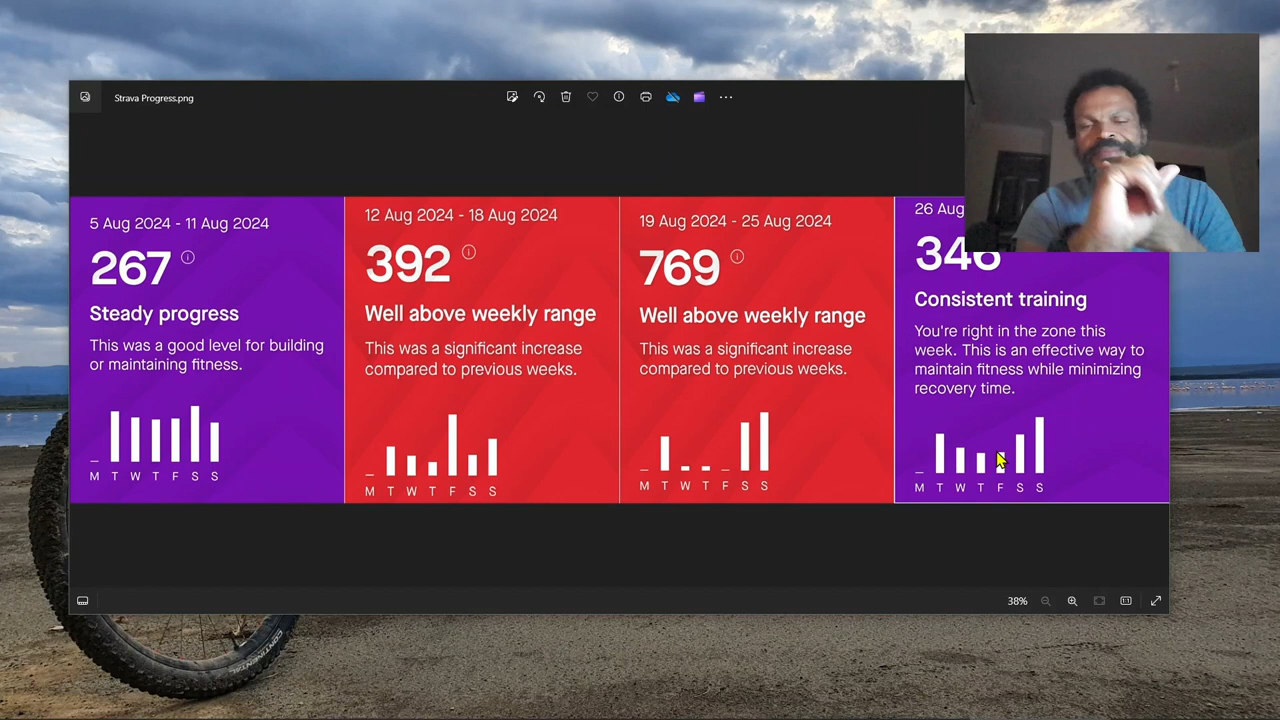 Strava Progress.png
5 Aug 2024 - 11 Aug 2024
267
Steady progress
This was a good level for building
or maintaining fitness.
M T W T F S S
12 Aug 2024 - 18 Aug 2024
392
Well above weekly range
This was a significant increase
compared to previous weeks.
M T W T F S S
19 Aug 2024 - 25 Aug 2024
769
Well above weekly range
This was a significant increase
compared to previous weeks.
M T W T F S S
26 Aug
346
Consistent training
You're right in the zone this
week. This is an effective way to
maintain fitness while minimizing
recovery time.
M T W T F S S
38%
1:1
CONTINENTAL